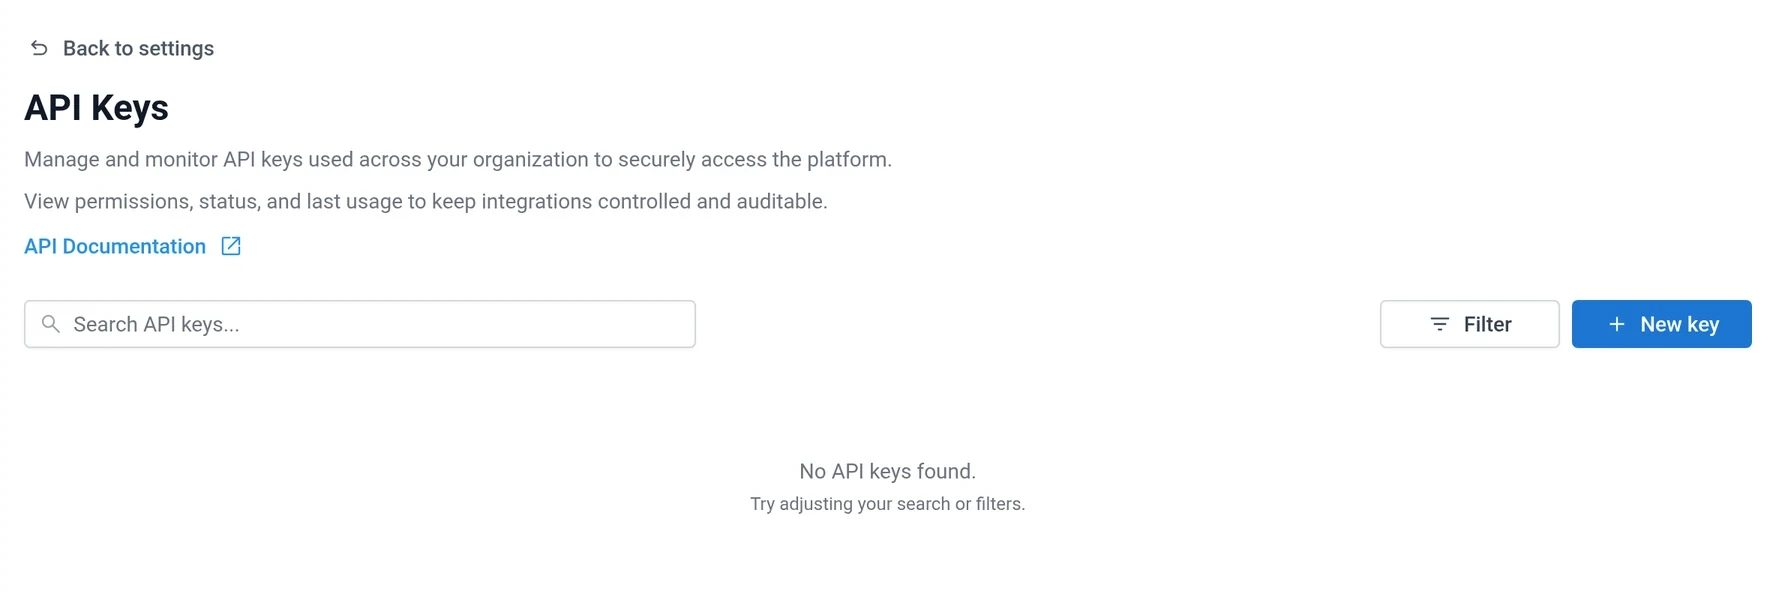 Back to settings
API Keys
Manage and monitor API keys used across your organization to securely access the platform.
View permissions, status, and last usage to keep integrations controlled and auditable.
API Documentation
Search API keys...
Filter
New key
No API keys found.
Try adjusting your search or filters.